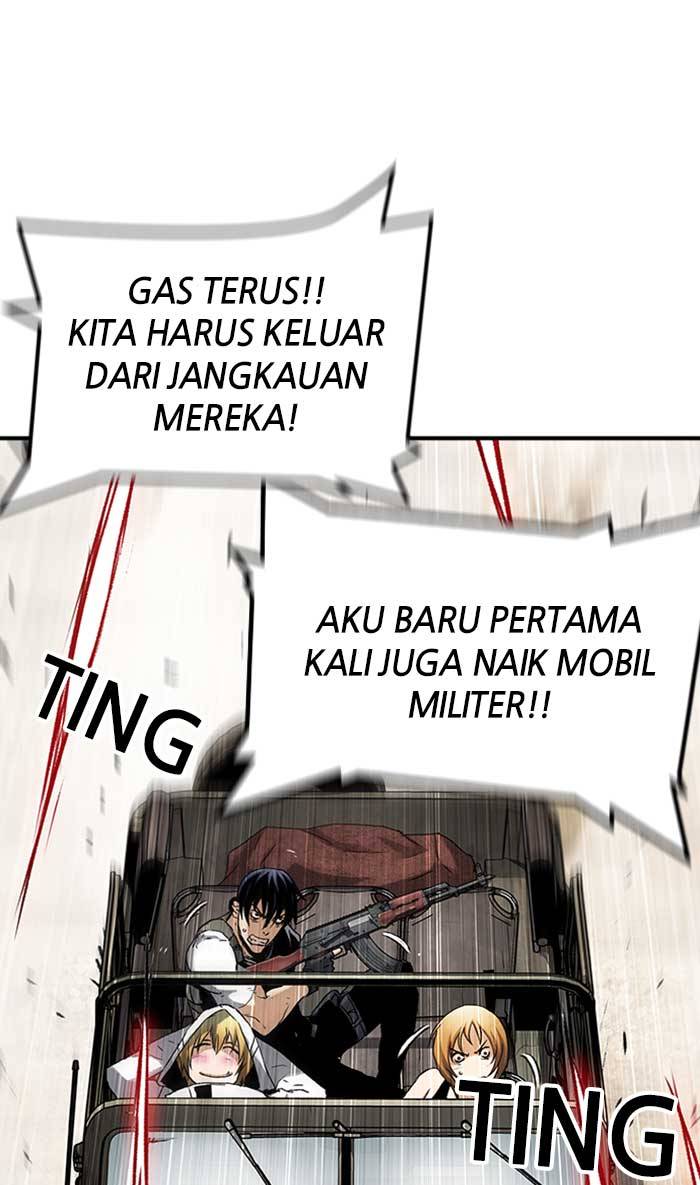 GAS TERUS!!
KITA HARUS KELUAR
DARI JANGKAUAN
MEREKA!
AKU BARU PERTAMA
KALI JUGA NAIK MOBIL
MILITER!!
TING
TING